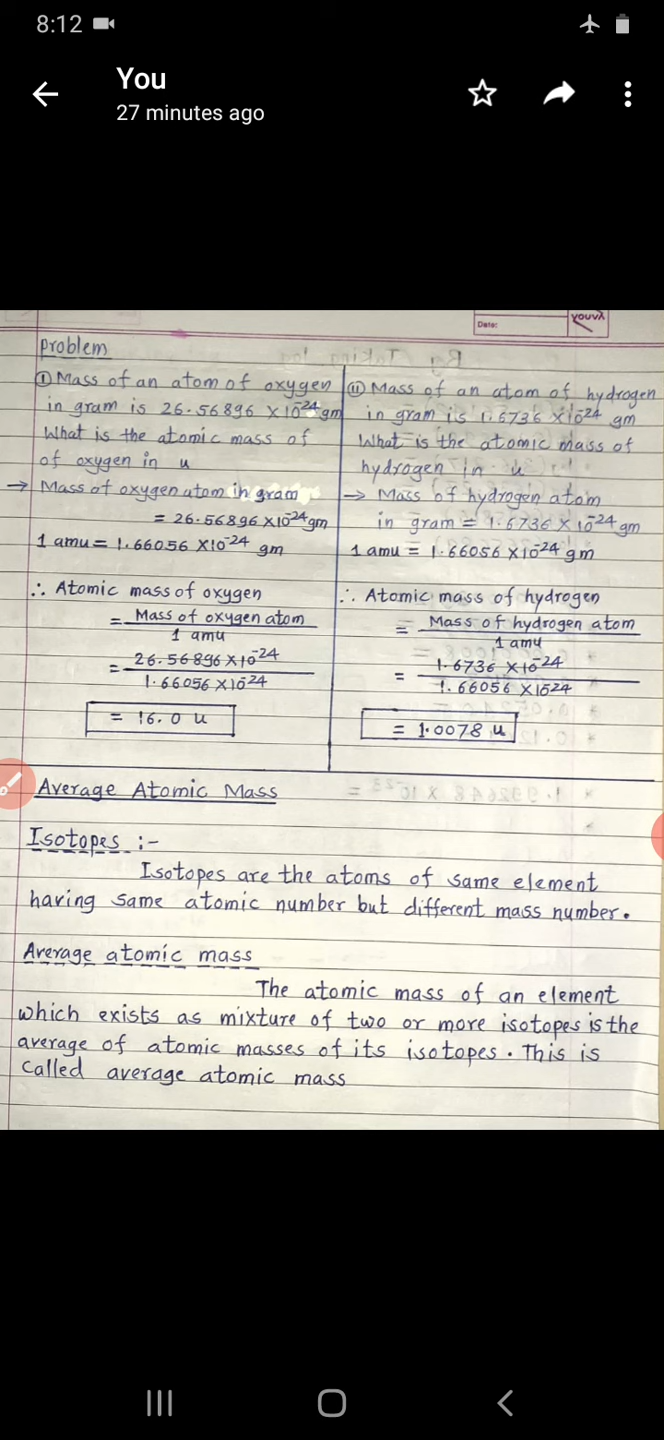 8:12
You
27 minutes ago
Date:
YOUVA
Problem
① Mass of an atom of oxygen
in gram is 26.56896 ×10⁻²⁴ gm
What is the atomic mass of
of oxygen in u
→ Mass of oxygen atom in gram
= 26.56896 ×10⁻²⁴ gm
1 amu = 1.66056 ×10⁻²⁴ gm
∴ Atomic mass of oxygen
= Mass of oxygen atom
1 amu
= 26.56896 ×10⁻²⁴
1.66056 ×10⁻²⁴
= 16.0 u
ⅱ Mass of an atom of hydrogen
in gram is 1.6736 ×10⁻²⁴ gm
What is the atomic mass of
hydrogen in u
→ Mass of hydrogen atom
in gram = 1.6736 ×10⁻²⁴ gm
1 amu = 1.66056 ×10⁻²⁴ gm
∴ Atomic mass of hydrogen
= Mass of hydrogen atom
1 amu
= 1.6736 ×10⁻²⁴
1.66056 ×10⁻²⁴
= 1.0078 u
Average Atomic Mass
Isotopes :-
Isotopes are the atoms of same element
having same atomic number but different mass number.
Average atomic mass
The atomic mass of an element
which exists as mixture of two or more isotopes is the
average of atomic masses of its isotopes. This is
called average atomic mass